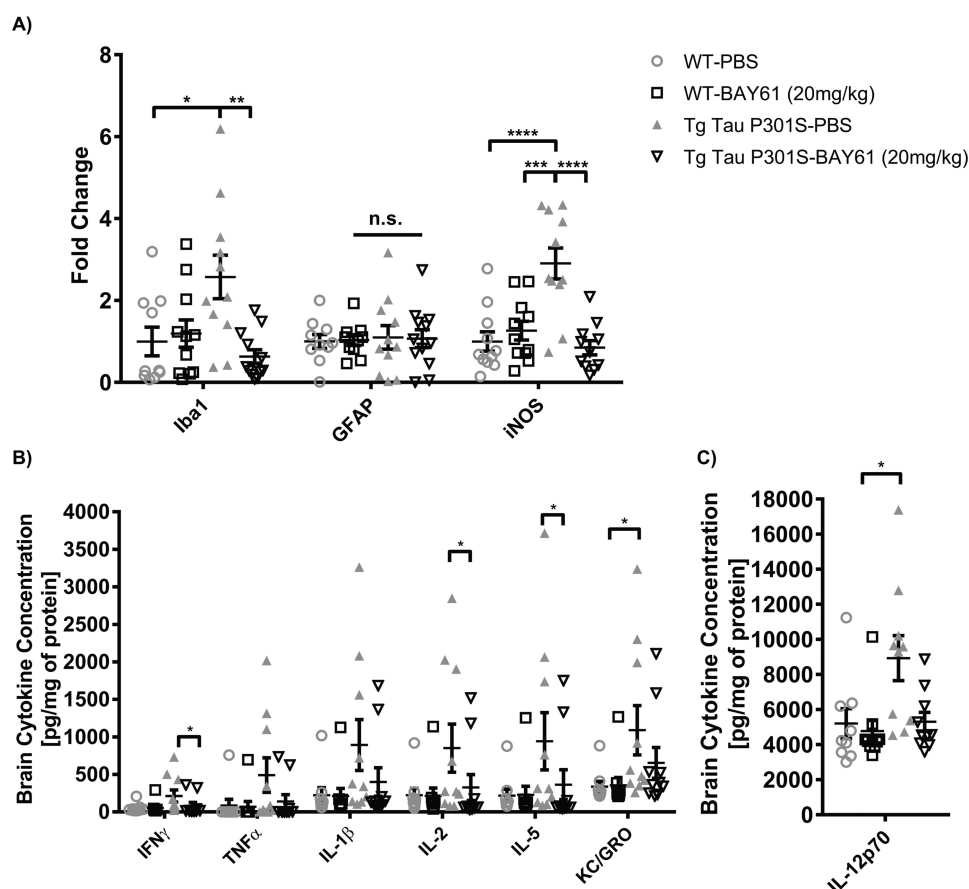 A)
8
6
4
2
0
Fold Change
* **
n.s.
****
*** ****
Iba1
GFAP
iNOS
WT-PBS
WT-BAY61 (20mg/kg)
Tg Tau P301S-PBS
Tg Tau P301S-BAY61 (20mg/kg)
B)
Brain Cytokine Concentration
[pg/mg of protein]
4000
3500
3000
2500
2000
1500
1000
500
0
*
*
*
*
IFNγ
TNFα
IL-1β
IL-2
IL-5
KC/GRO
C)
Brain Cytokine Concentration
[pg/mg of protein]
18000
16000
14000
12000
10000
8000
6000
4000
2000
0
*
IL-12p70